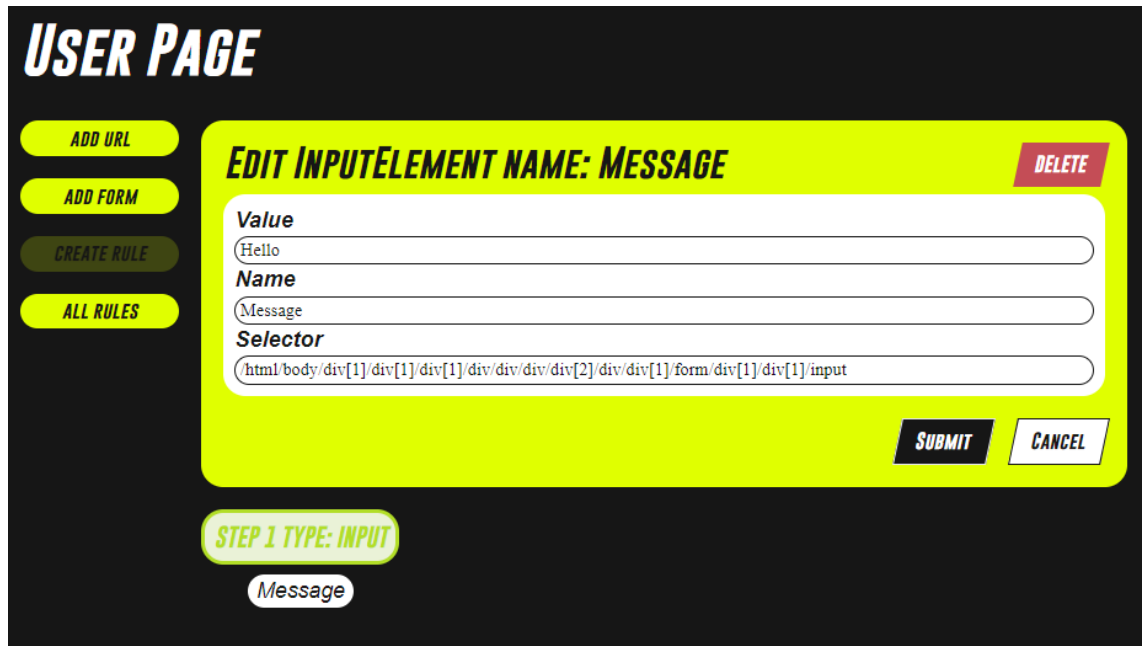 USER PAGE
ADD URL
ADD FORM
CREATE RULE
ALL RULES
EDIT INPUTELEMENT NAME: MESSAGE
DELETE
Value
Hello
Name
Message
Selector
/html/body/div[1]/div[1]/div[1]/div/div/div/div[2]/div/div[1]/form/div[1]/div[1]/input
SUBMIT
CANCEL
STEP 1 TYPE: INPUT
Message